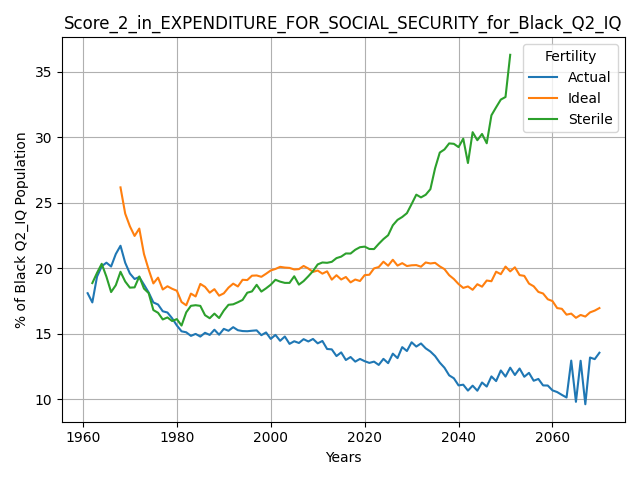 Score_2_in_EXPENDITURE_FOR_SOCIAL_SECURITY_for_Black_Q2_IQ
Fertility
Actual
Ideal
Sterile
% of Black Q2_IQ Population
35
30
25
20
15
10
1960
1980
2000
2020
2040
2060
Years